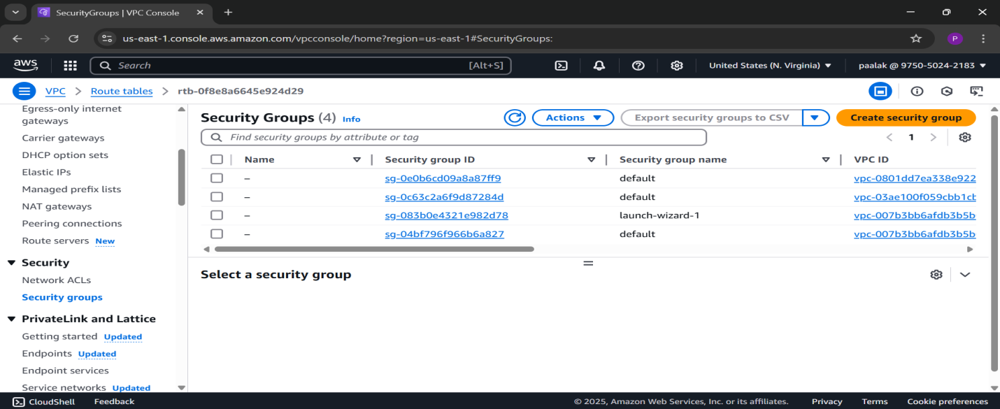 SecurityGroups | VPC Console
us-east-1.console.aws.amazon.com/vpcconsole/home?region=us-east-1#SecurityGroups:
P
aws
Search [Alt+S]
United States (N. Virginia)
paalak @ 9750-5024-2183
VPC > Route tables > rtb-0f8e8a6645e924d29
Egress-only internet
gateways
Carrier gateways
DHCP option sets
Elastic IPs
Managed prefix lists
NAT gateways
Peering connections
Route servers New
Security
Network ACLs
Security groups
PrivateLink and Lattice
Getting started Updated
Endpoints Updated
Endpoint services
Service networks Updated
Security Groups (4) Info
Actions
Export security groups to CSV
Create security group
Find security groups by attribute or tag
1
Name Security group ID Security group name VPC ID
– sg-0e0b6cd09a8a87ff9 default vpc-0801dd7ea338e922
– sg-0c63c2a6f9d87284d default vpc-03ae100f059cbb1cb
– sg-083b0e4321e982d78 launch-wizard-1 vpc-007b3bb6afdb3b5b
– sg-04bf796f966b6a827 default vpc-007b3bb6afdb3b5b
Select a security group
CloudShell Feedback
© 2025, Amazon Web Services, Inc. or its affiliates. Privacy Terms Cookie preferences